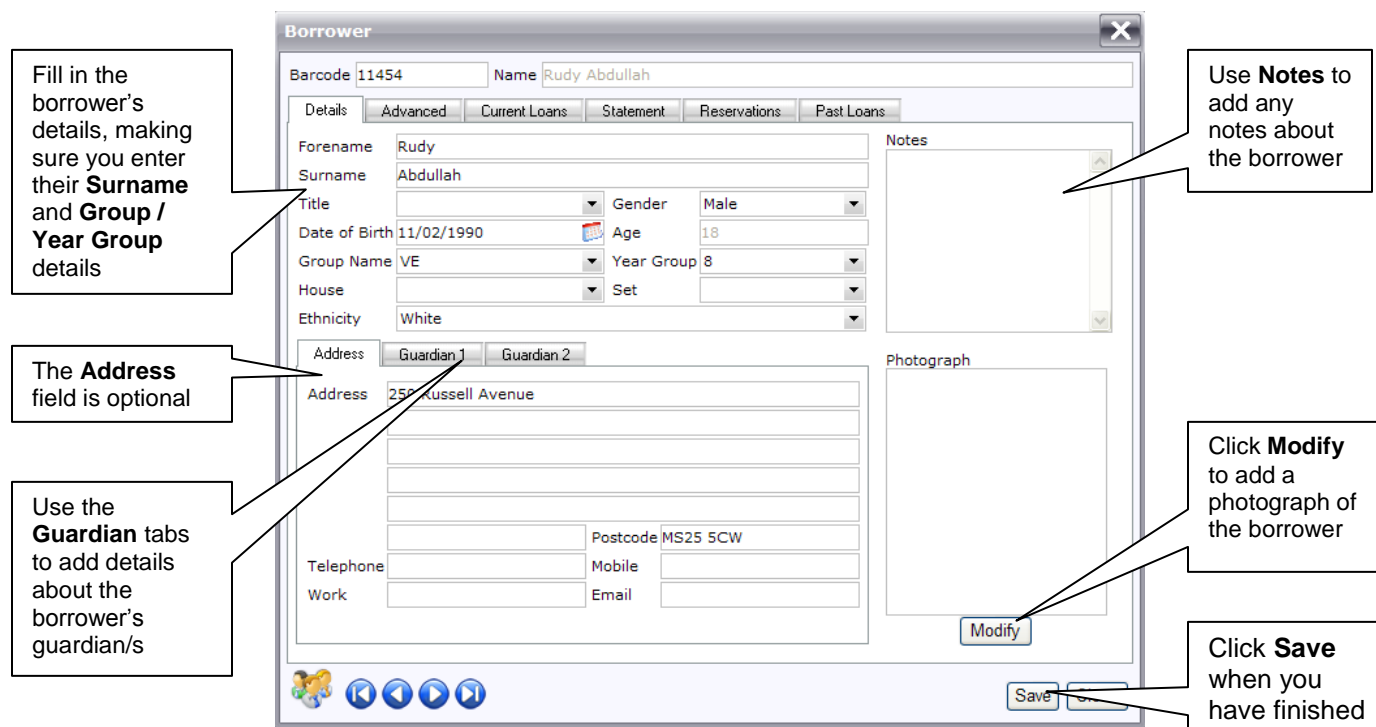 Borrower
Barcode 11454 Name Rudy Abdullah
Details Advanced Current Loans Statement Reservations Past Loans
Forename Rudy
Surname Abdullah
Title Gender Male
Date of Birth 11/02/1990 Age 18
Group Name VE Year Group 8
House Set
Ethnicity White
Notes
Address Guardian 1 Guardian 2
Address Russell Avenue
Postcode MS25 5CW
Telephone Mobile
Work Email
Photograph
Modify
Save
Fill in the
borrower's
details, making
sure you enter
their Surname
and Group /
Year Group
details
The Address
field is optional
Use the
Guardian tabs
to add details
about the
borrower's
guardian/s
Use Notes to
add any
notes about
the borrower
Click Modify
to add a
photograph of
the borrower
Click Save
when you
have finished